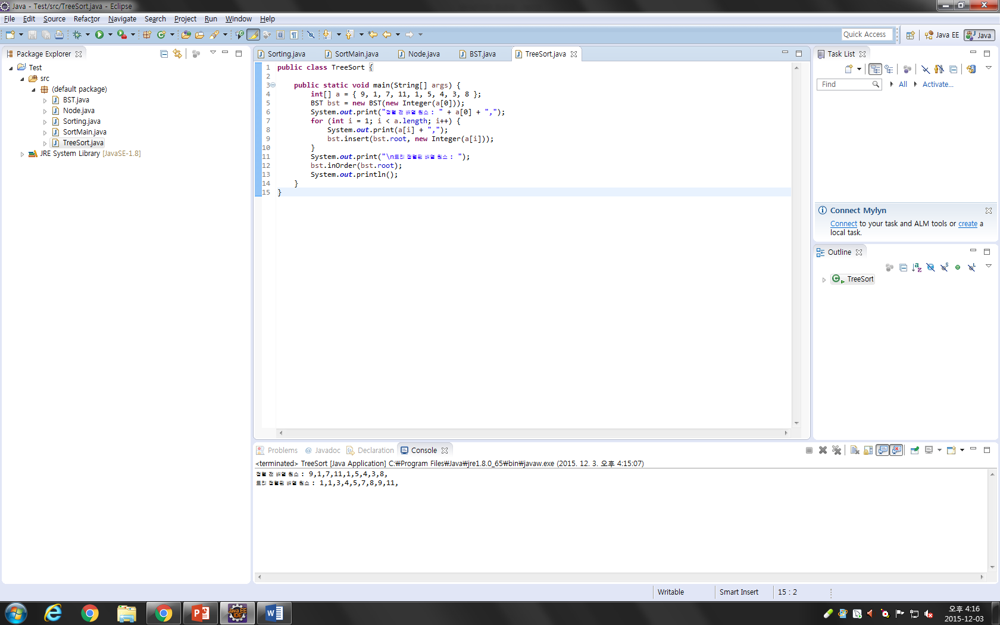 Java - Test/src/TreeSort.java - Eclipse
File Edit Source Refactor Navigate Search Project Run Window Help
Quick Access Java EE Java
Package Explorer
Test
src
(default package)
BST.java
Node.java
Sorting.java
SortMain.java
TreeSort.java
JRE System Library [JavaSE-1.8]
Sorting.java SortMain.java Node.java BST.java TreeSort.java
1 public class TreeSort {
2
3 public static void main(String[] args) {
4 int[] a = { 9, 1, 7, 11, 1, 5, 4, 3, 8 };
5 BST bst = new BST(new Integer(a[0]));
6 System.out.print("정렬 전 배열 원소 : " + a[0] + ",");
7 for (int i = 1; i < a.length; i++) {
8 System.out.print(a[i] + ",");
9 bst.insert(bst.root, new Integer(a[i]));
10 }
11 System.out.print("\n트리 정렬된 배열 원소 : ");
12 bst.inOrder(bst.root);
13 System.out.println();
14 }
15 }
Task List
Find All Activate...
Connect Mylyn
Connect to your task and ALM tools or create a
local task.
Outline
TreeSort
Problems @ Javadoc Declaration Console
<terminated> TreeSort [Java Application] C:₩Program Files₩Java₩jre1.8.0_65₩bin₩javaw.exe (2015. 12. 3. 오후 4:15:07)
정렬 전 배열 원소 : 9,1,7,11,1,5,4,3,8,
트리 정렬된 배열 원소 : 1,1,3,4,5,7,8,9,11,
Writable Smart Insert 15 : 2
Java EE
IDE
오후 4:16
2015-12-03